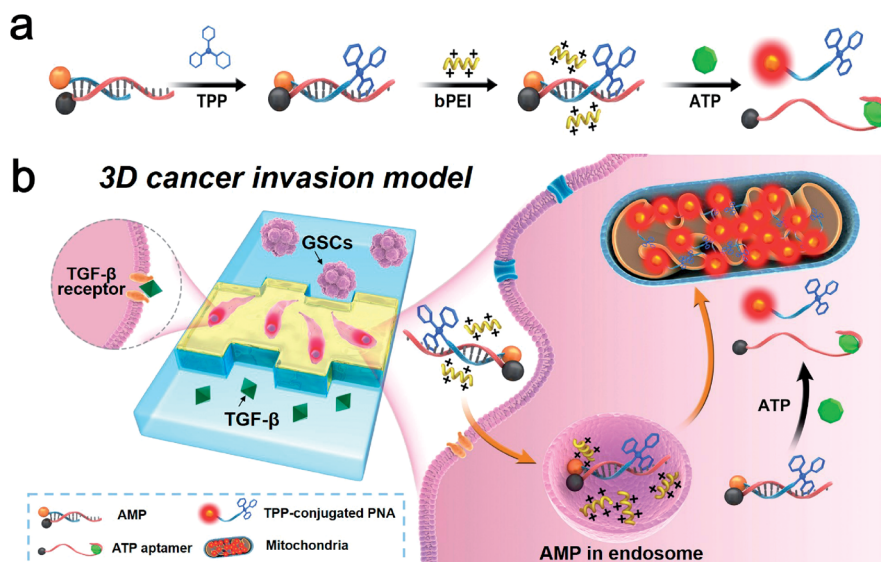 a
TPP
bPEI
ATP
b
3D cancer invasion model
GSCs
TGF-β
receptor
TGF-β
ATP
AMP in endosome
AMP
TPP-conjugated PNA
ATP aptamer
Mitochondria